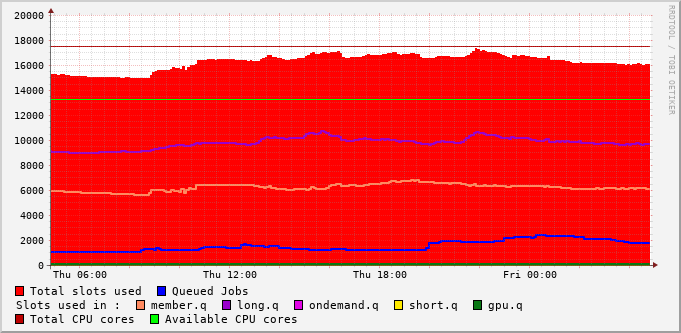 RRDTOOL / TOBI OETIKER
20000
18000
16000
14000
12000
10000
8000
6000
4000
2000
0
Thu 06:00 Thu 12:00 Thu 18:00 Fri 00:00
Total slots used Queued Jobs
Slots used in : member.q long.q ondemand.q short.q gpu.q
Total CPU cores Available CPU cores